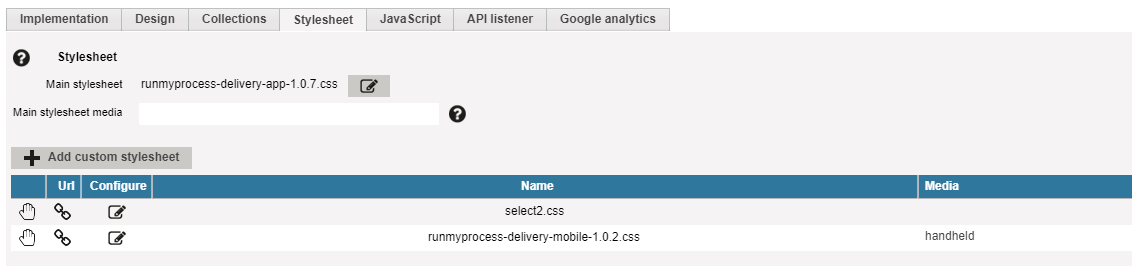 Implementation Design Collections Stylesheet JavaScript API listener Google analytics
? Stylesheet
Main stylesheet runmyprocess-delivery-app-1.0.7.css
Main stylesheet media ?
Add custom stylesheet
Url Configure Name Media
select2.css
runmyprocess-delivery-mobile-1.0.2.css handheld